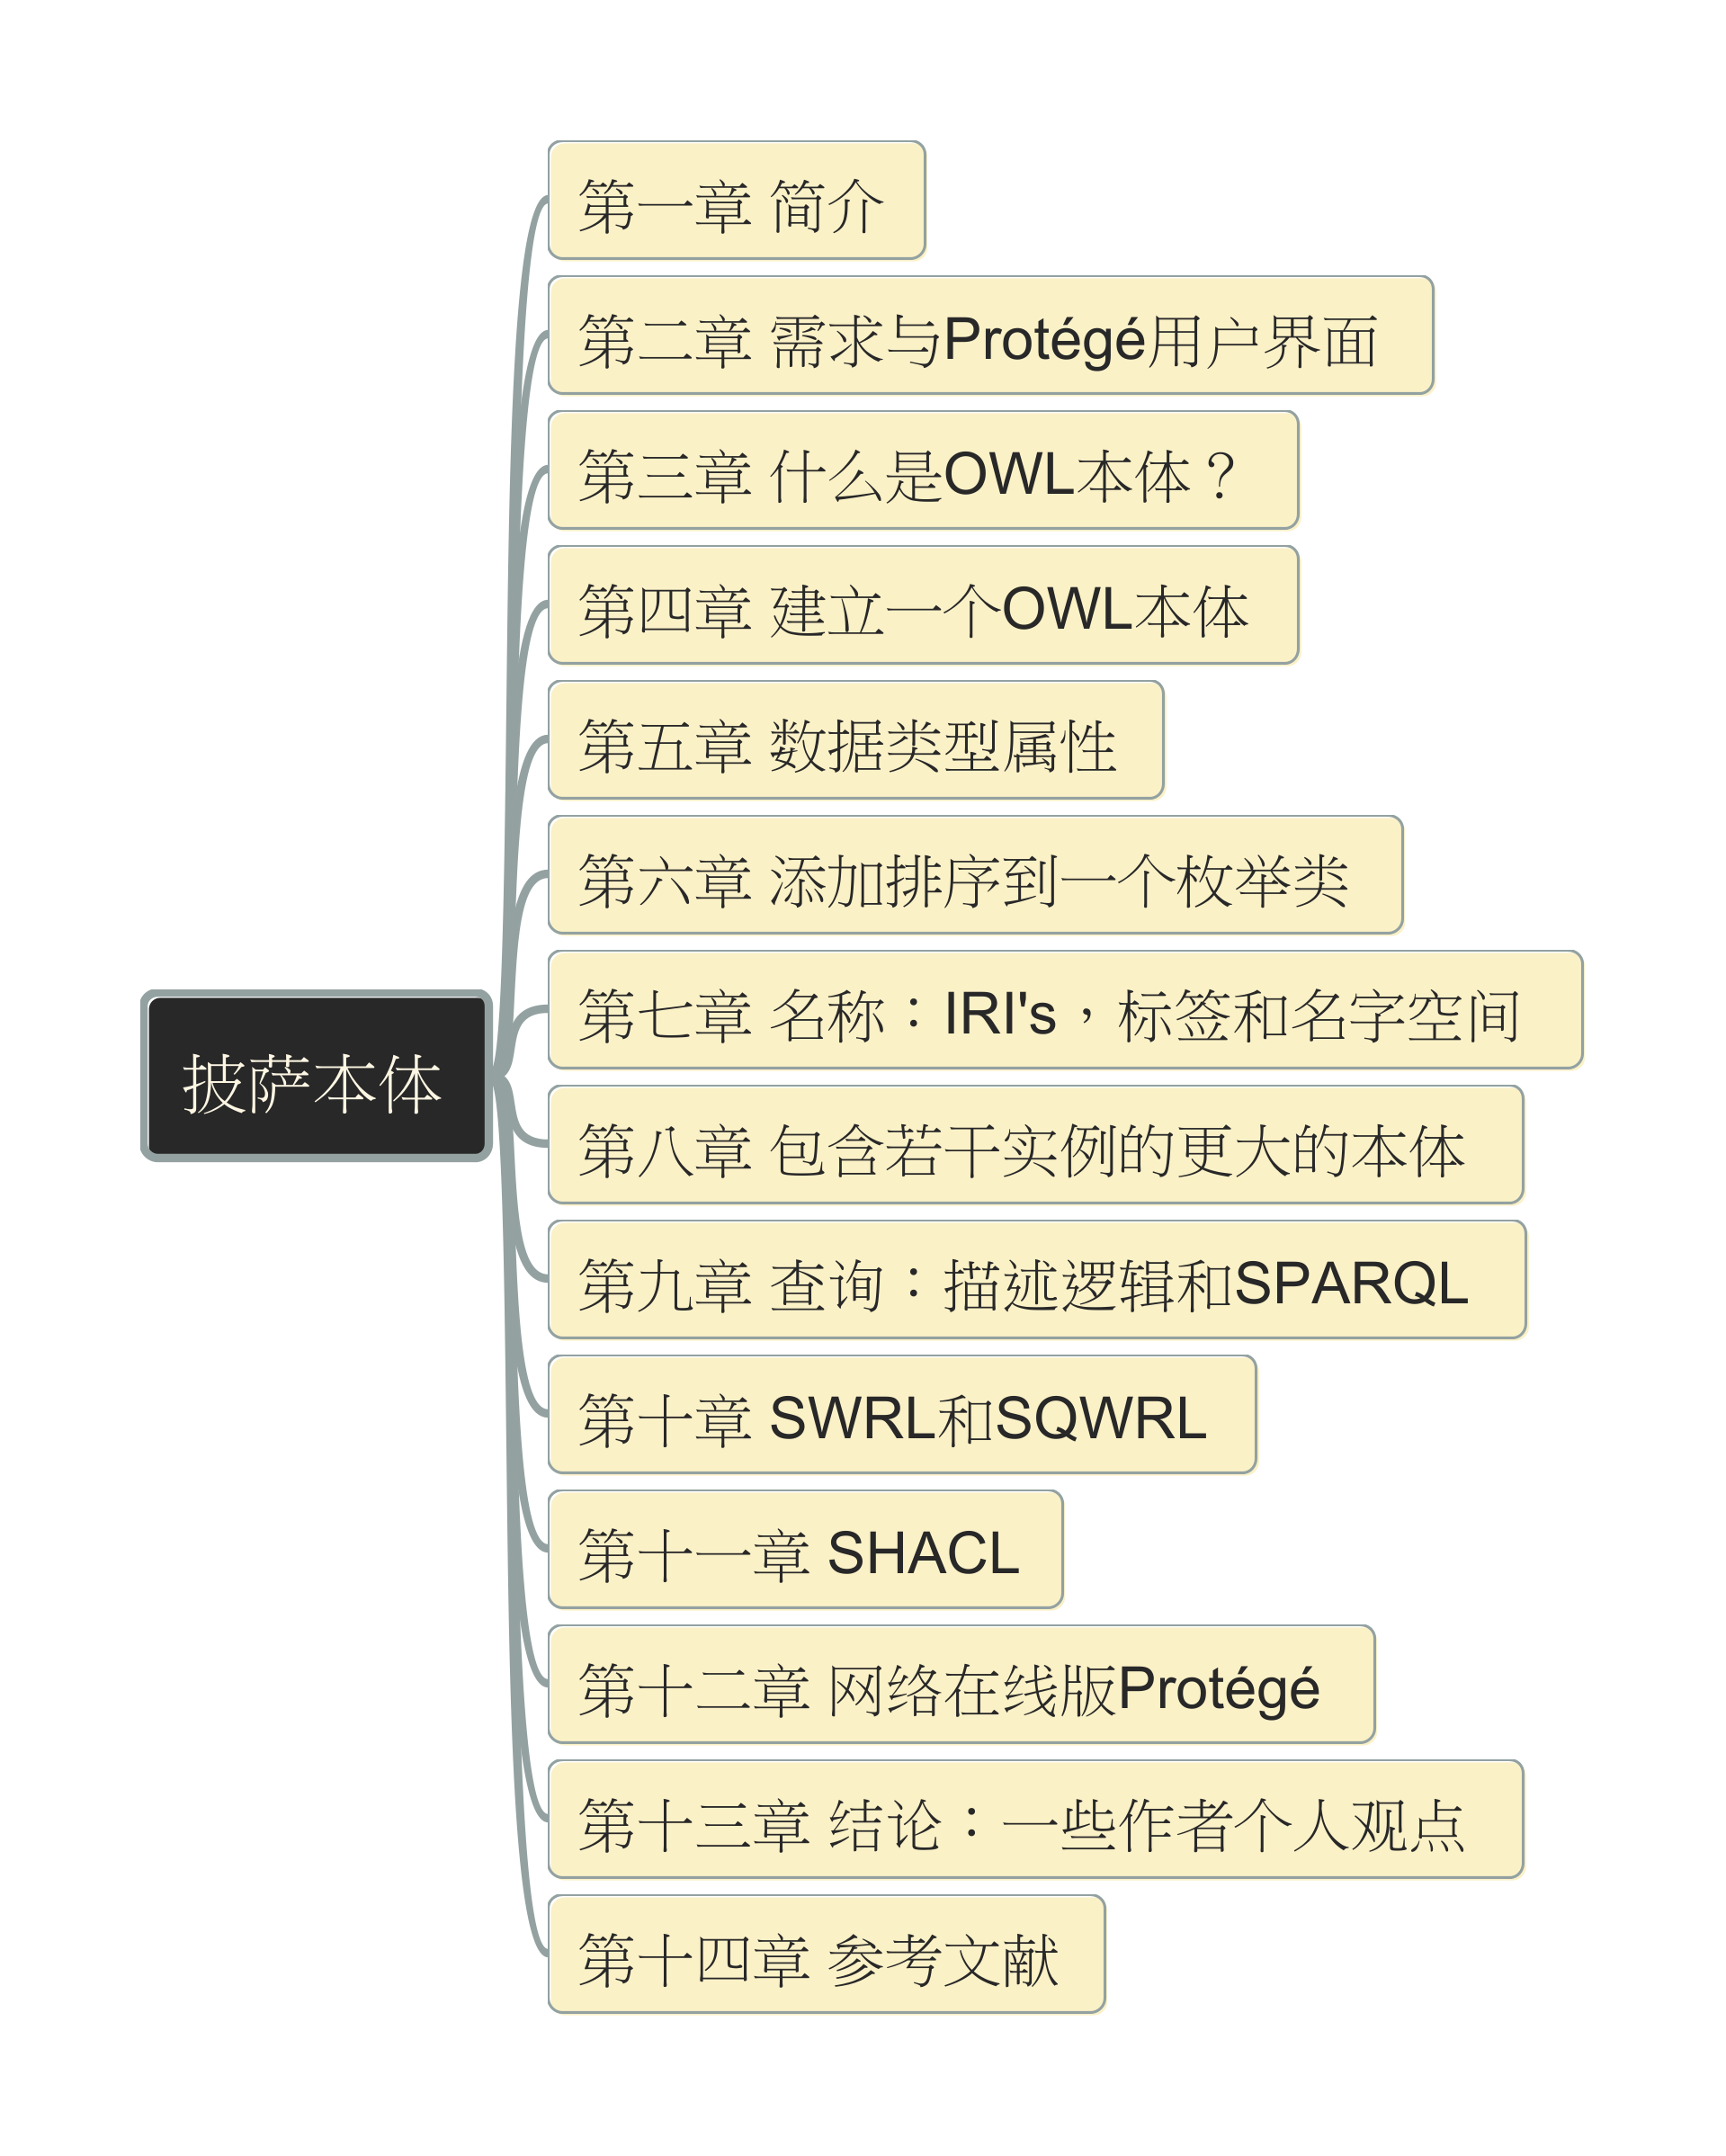 披萨本体
第一章 简介
第二章 需求与Protégé用户界面
第三章 什么是OWL本体？
第四章 建立一个OWL本体
第五章 数据类型属性
第六章 添加排序到一个枚举类
第七章 名称：IRI's，标签和名字空间
第八章 包含若干实例的更大的本体
第九章 查询：描述逻辑和SPARQL
第十章 SWRL和SQWRL
第十一章 SHACL
第十二章 网络在线版Protégé
第十三章 结论：一些作者个人观点
第十四章 参考文献